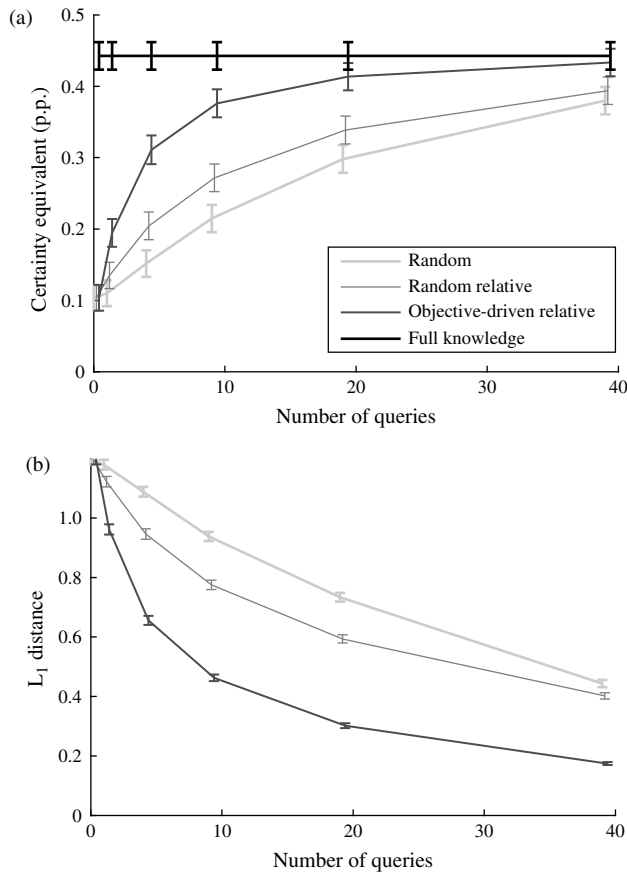 (a)
0.5
0.4
0.3
0.2
0.1
0
Certainty equivalent (p.p.)
Random
Random relative
Objective-driven relative
Full knowledge
0
10
20
30
40
Number of queries
(b)
1.0
0.8
0.6
0.4
0.2
0
L1 distance
0
10
20
30
40
Number of queries